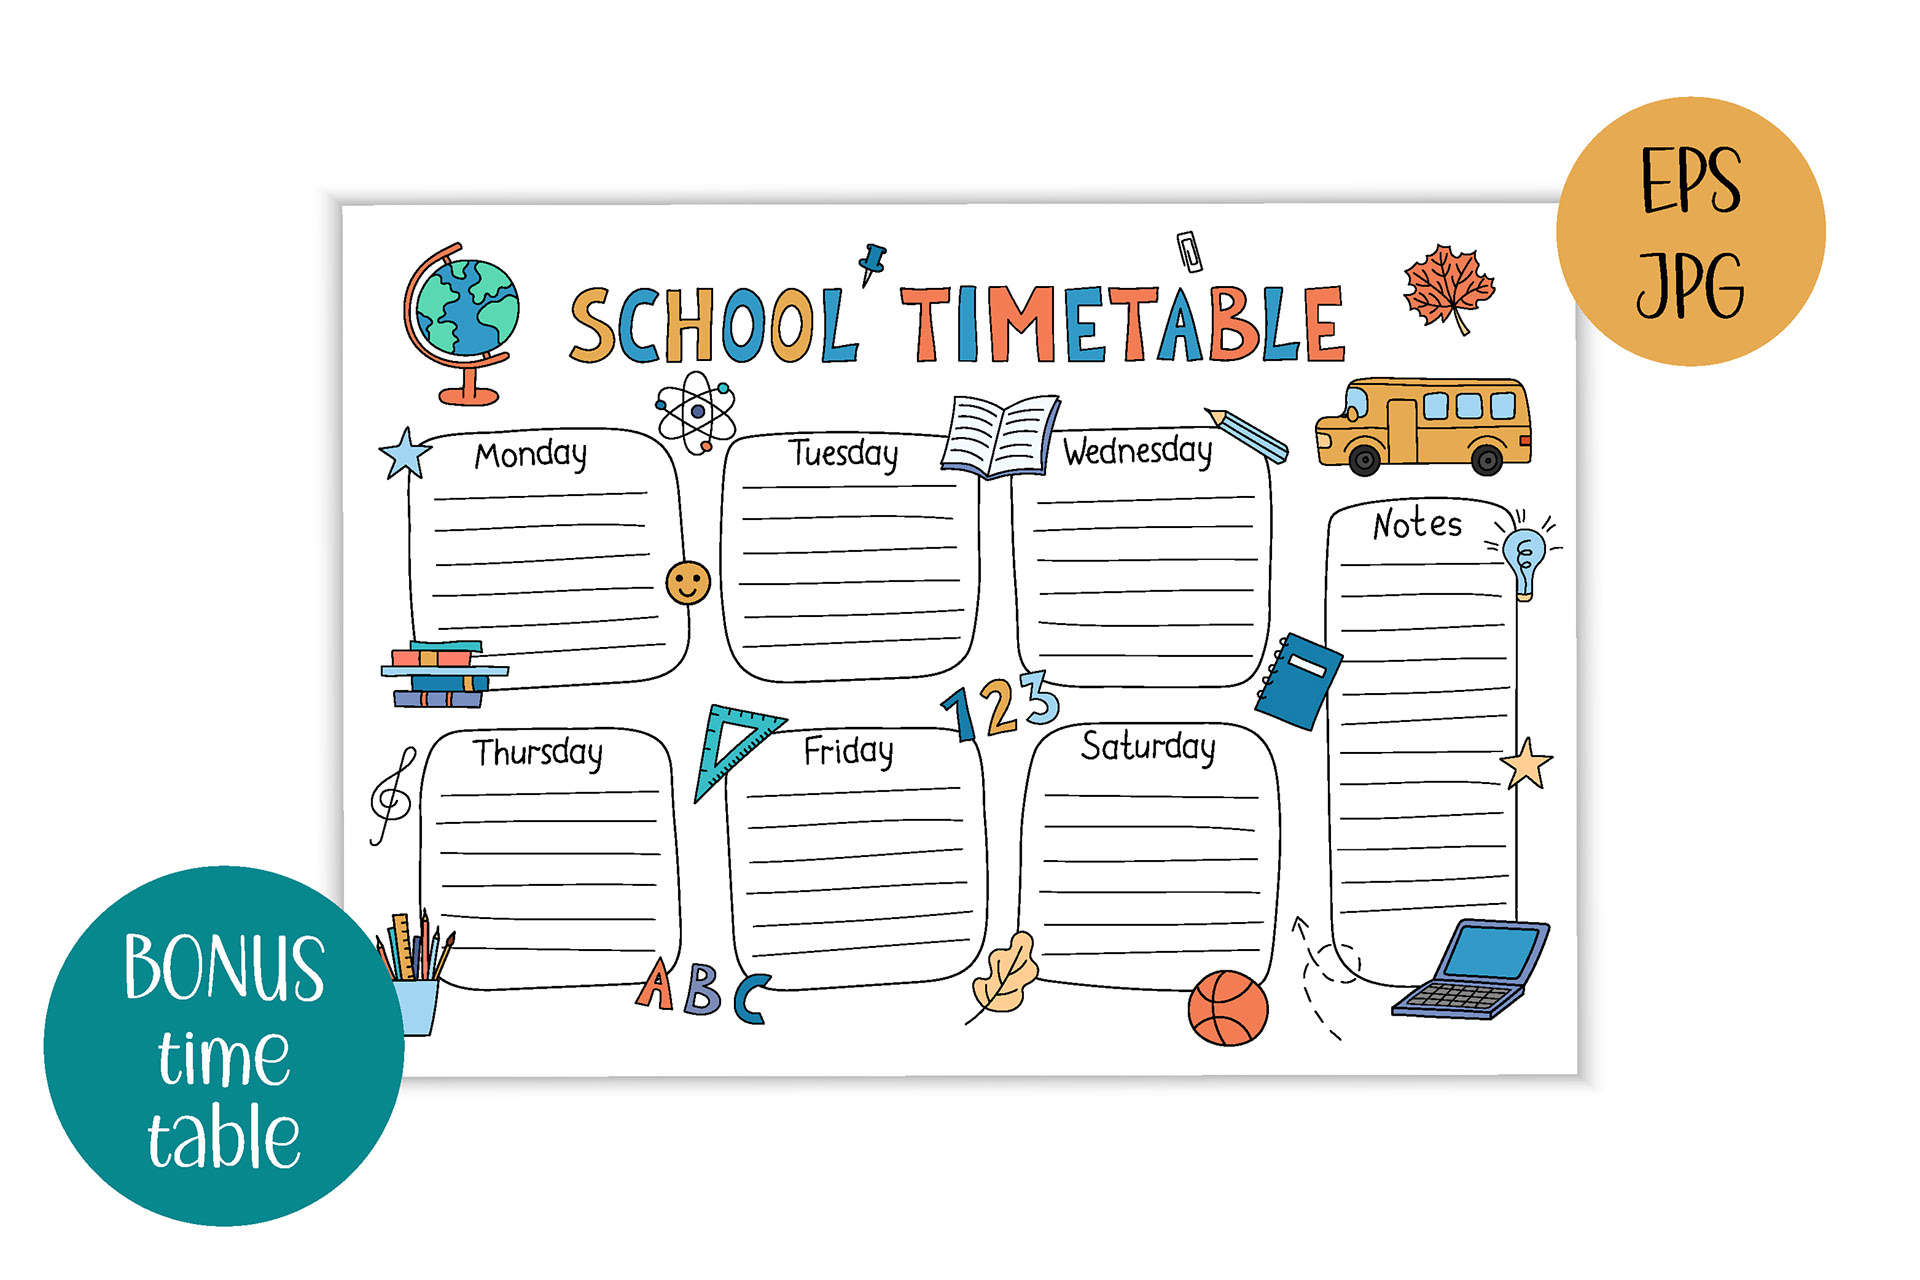 EPS
JPG
SCHOOL TIMETABLE
Monday
Tuesday
Wednesday
Notes
123
Thursday
Friday
Saturday
ABC
BONUS
time
table